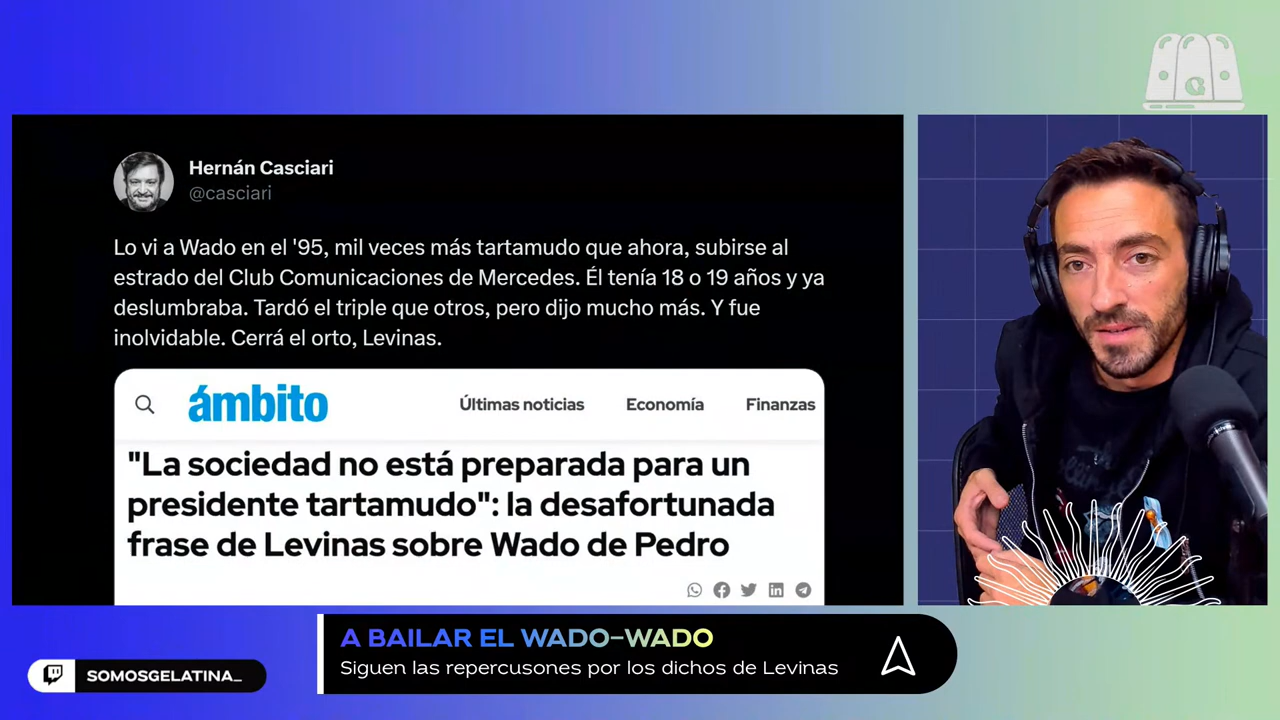 Hernán Casciari
@casciari
Lo vi a Wado en el '95, mil veces más tartamudo que ahora, subirse al
estrado del Club Comunicaciones de Mercedes. Él tenía 18 o 19 años y ya
deslumbraba. Tardó el triple que otros, pero dijo mucho más. Y fue
inolvidable. Cerrá el orto, Levinas.
ámbito
Últimas noticias Economía Finanzas
"La sociedad no está preparada para un
presidente tartamudo": la desafortunada
frase de Levinas sobre Wado de Pedro
A BAILAR EL WADO-WADO
Siguen las repercusones por los dichos de Levinas
SOMOSGELATINA_